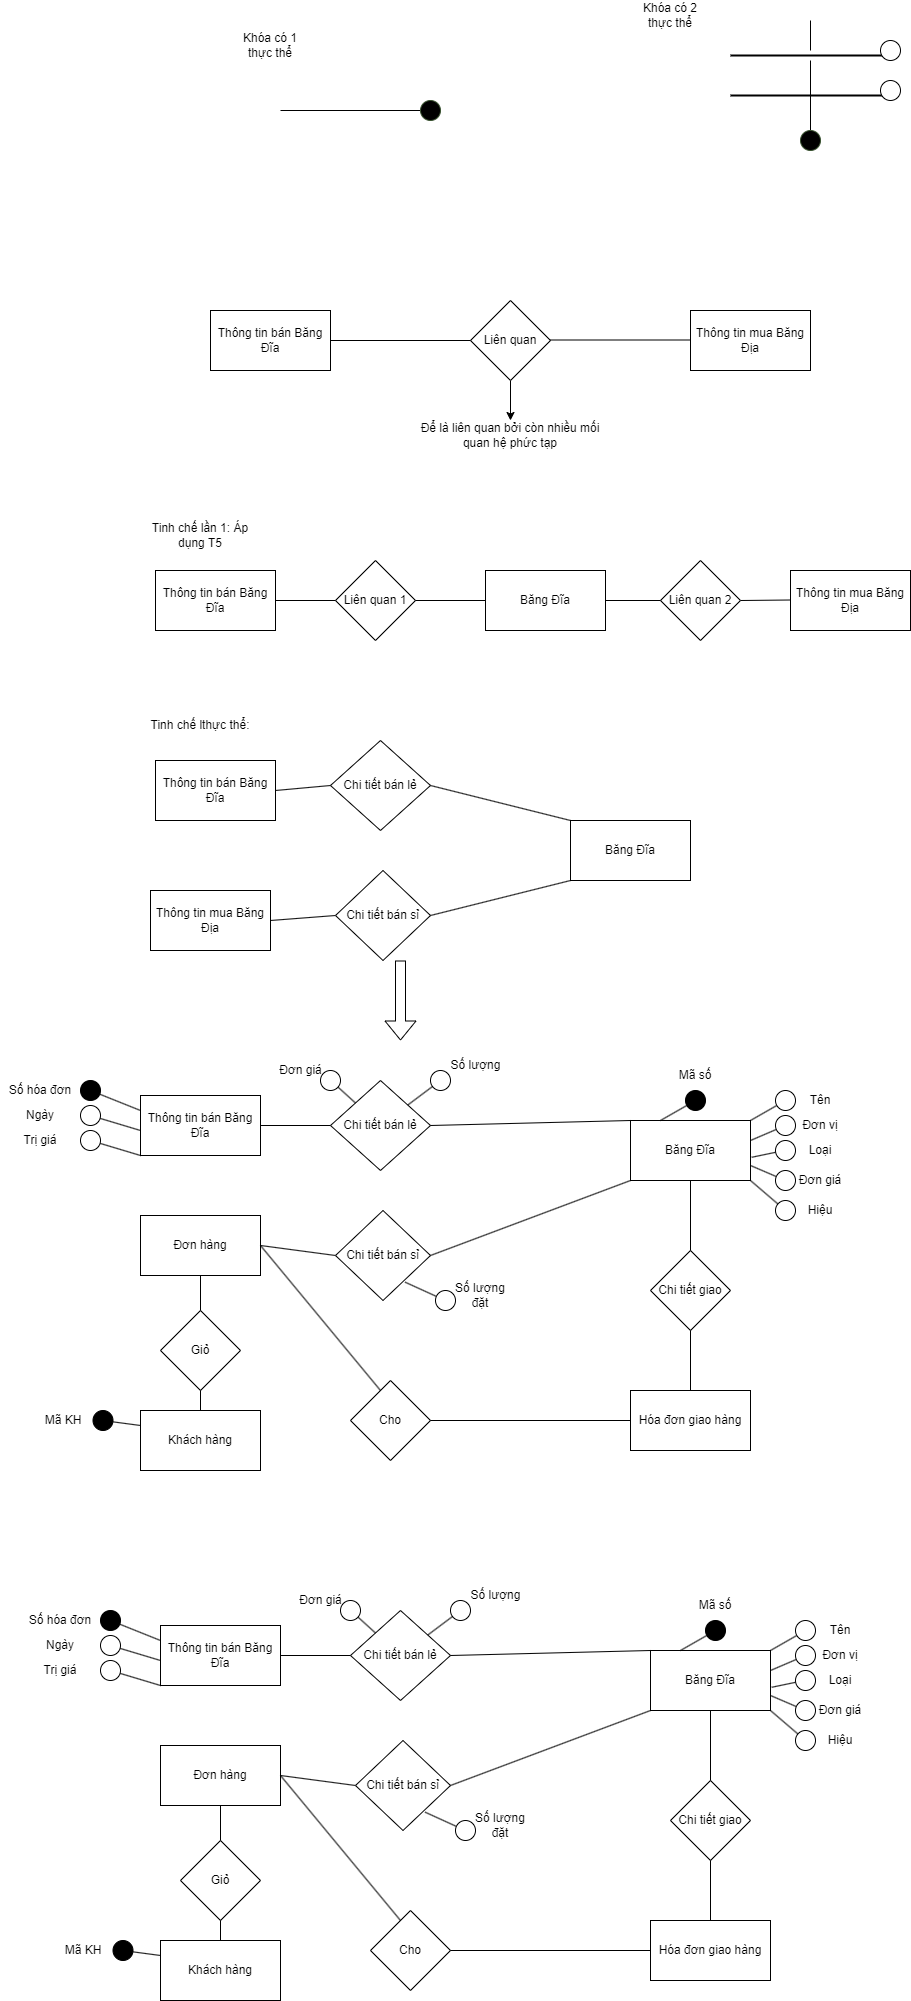 Khóa có 1
thực thể
Khóa có 2
thực thể
Thông tin bán Băng
Đĩa
Liên quan
Thông tin mua Băng
Địa
Để là liên quan bởi còn nhiều mối
quan hệ phức tạp
Tinh chế lần 1: Áp
dụng T5
Thông tin bán Băng
Đĩa
Liên quan 1
Băng Đĩa
Liên quan 2
Thông tin mua Băng
Địa
Tinh chế lthực thể:
Thông tin bán Băng
Đĩa
Chi tiết bán lẻ
Băng Đĩa
Thông tin mua Băng
Địa
Chi tiết bán sỉ
Số hóa đơn
Ngày
Trị giá
Thông tin bán Băng
Đĩa
Đơn giá
Số lượng
Chi tiết bán lẻ
Mã số
Băng Đĩa
Tên
Đơn vị
Loại
Đơn giá
Hiệu
Đơn hàng
Chi tiết bán sỉ
Số lượng
đặt
Chi tiết giao
Giỏ
Mã KH
Khách hàng
Cho
Hóa đơn giao hàng
Số hóa đơn
Ngày
Trị giá
Thông tin bán Băng
Đĩa
Đơn giá
Số lượng
Chi tiết bán lẻ
Mã số
Băng Đĩa
Tên
Đơn vị
Loại
Đơn giá
Hiệu
Đơn hàng
Chi tiết bán sỉ
Số lượng
đặt
Chi tiết giao
Giỏ
Mã KH
Khách hàng
Cho
Hóa đơn giao hàng